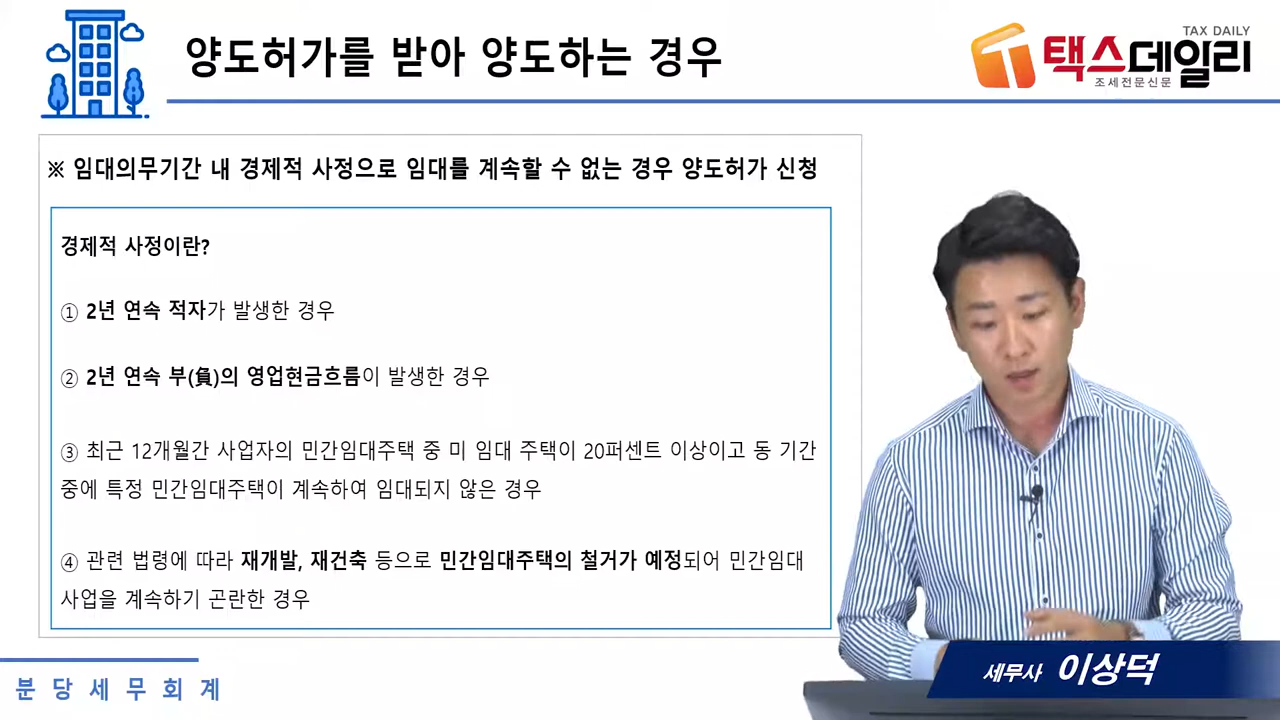 양도허가를 받아 양도하는 경우
TAX DAILY
택스데일리
조세전문신문
※ 임대의무기간 내 경제적 사정으로 임대를 계속할 수 없는 경우 양도허가 신청
경제적 사정이란?
① 2년 연속 적자가 발생한 경우
② 2년 연속 부(負)의 영업현금흐름이 발생한 경우
③ 최근 12개월간 사업자의 민간임대주택 중 미 임대 주택이 20퍼센트 이상이고 동 기간
중에 특정 민간임대주택이 계속하여 임대되지 않은 경우
④ 관련 법령에 따라 재개발, 재건축 등으로 민간임대주택의 철거가 예정되어 민간임대
사업을 계속하기 곤란한 경우
세무사 이상덕
분당세무회계